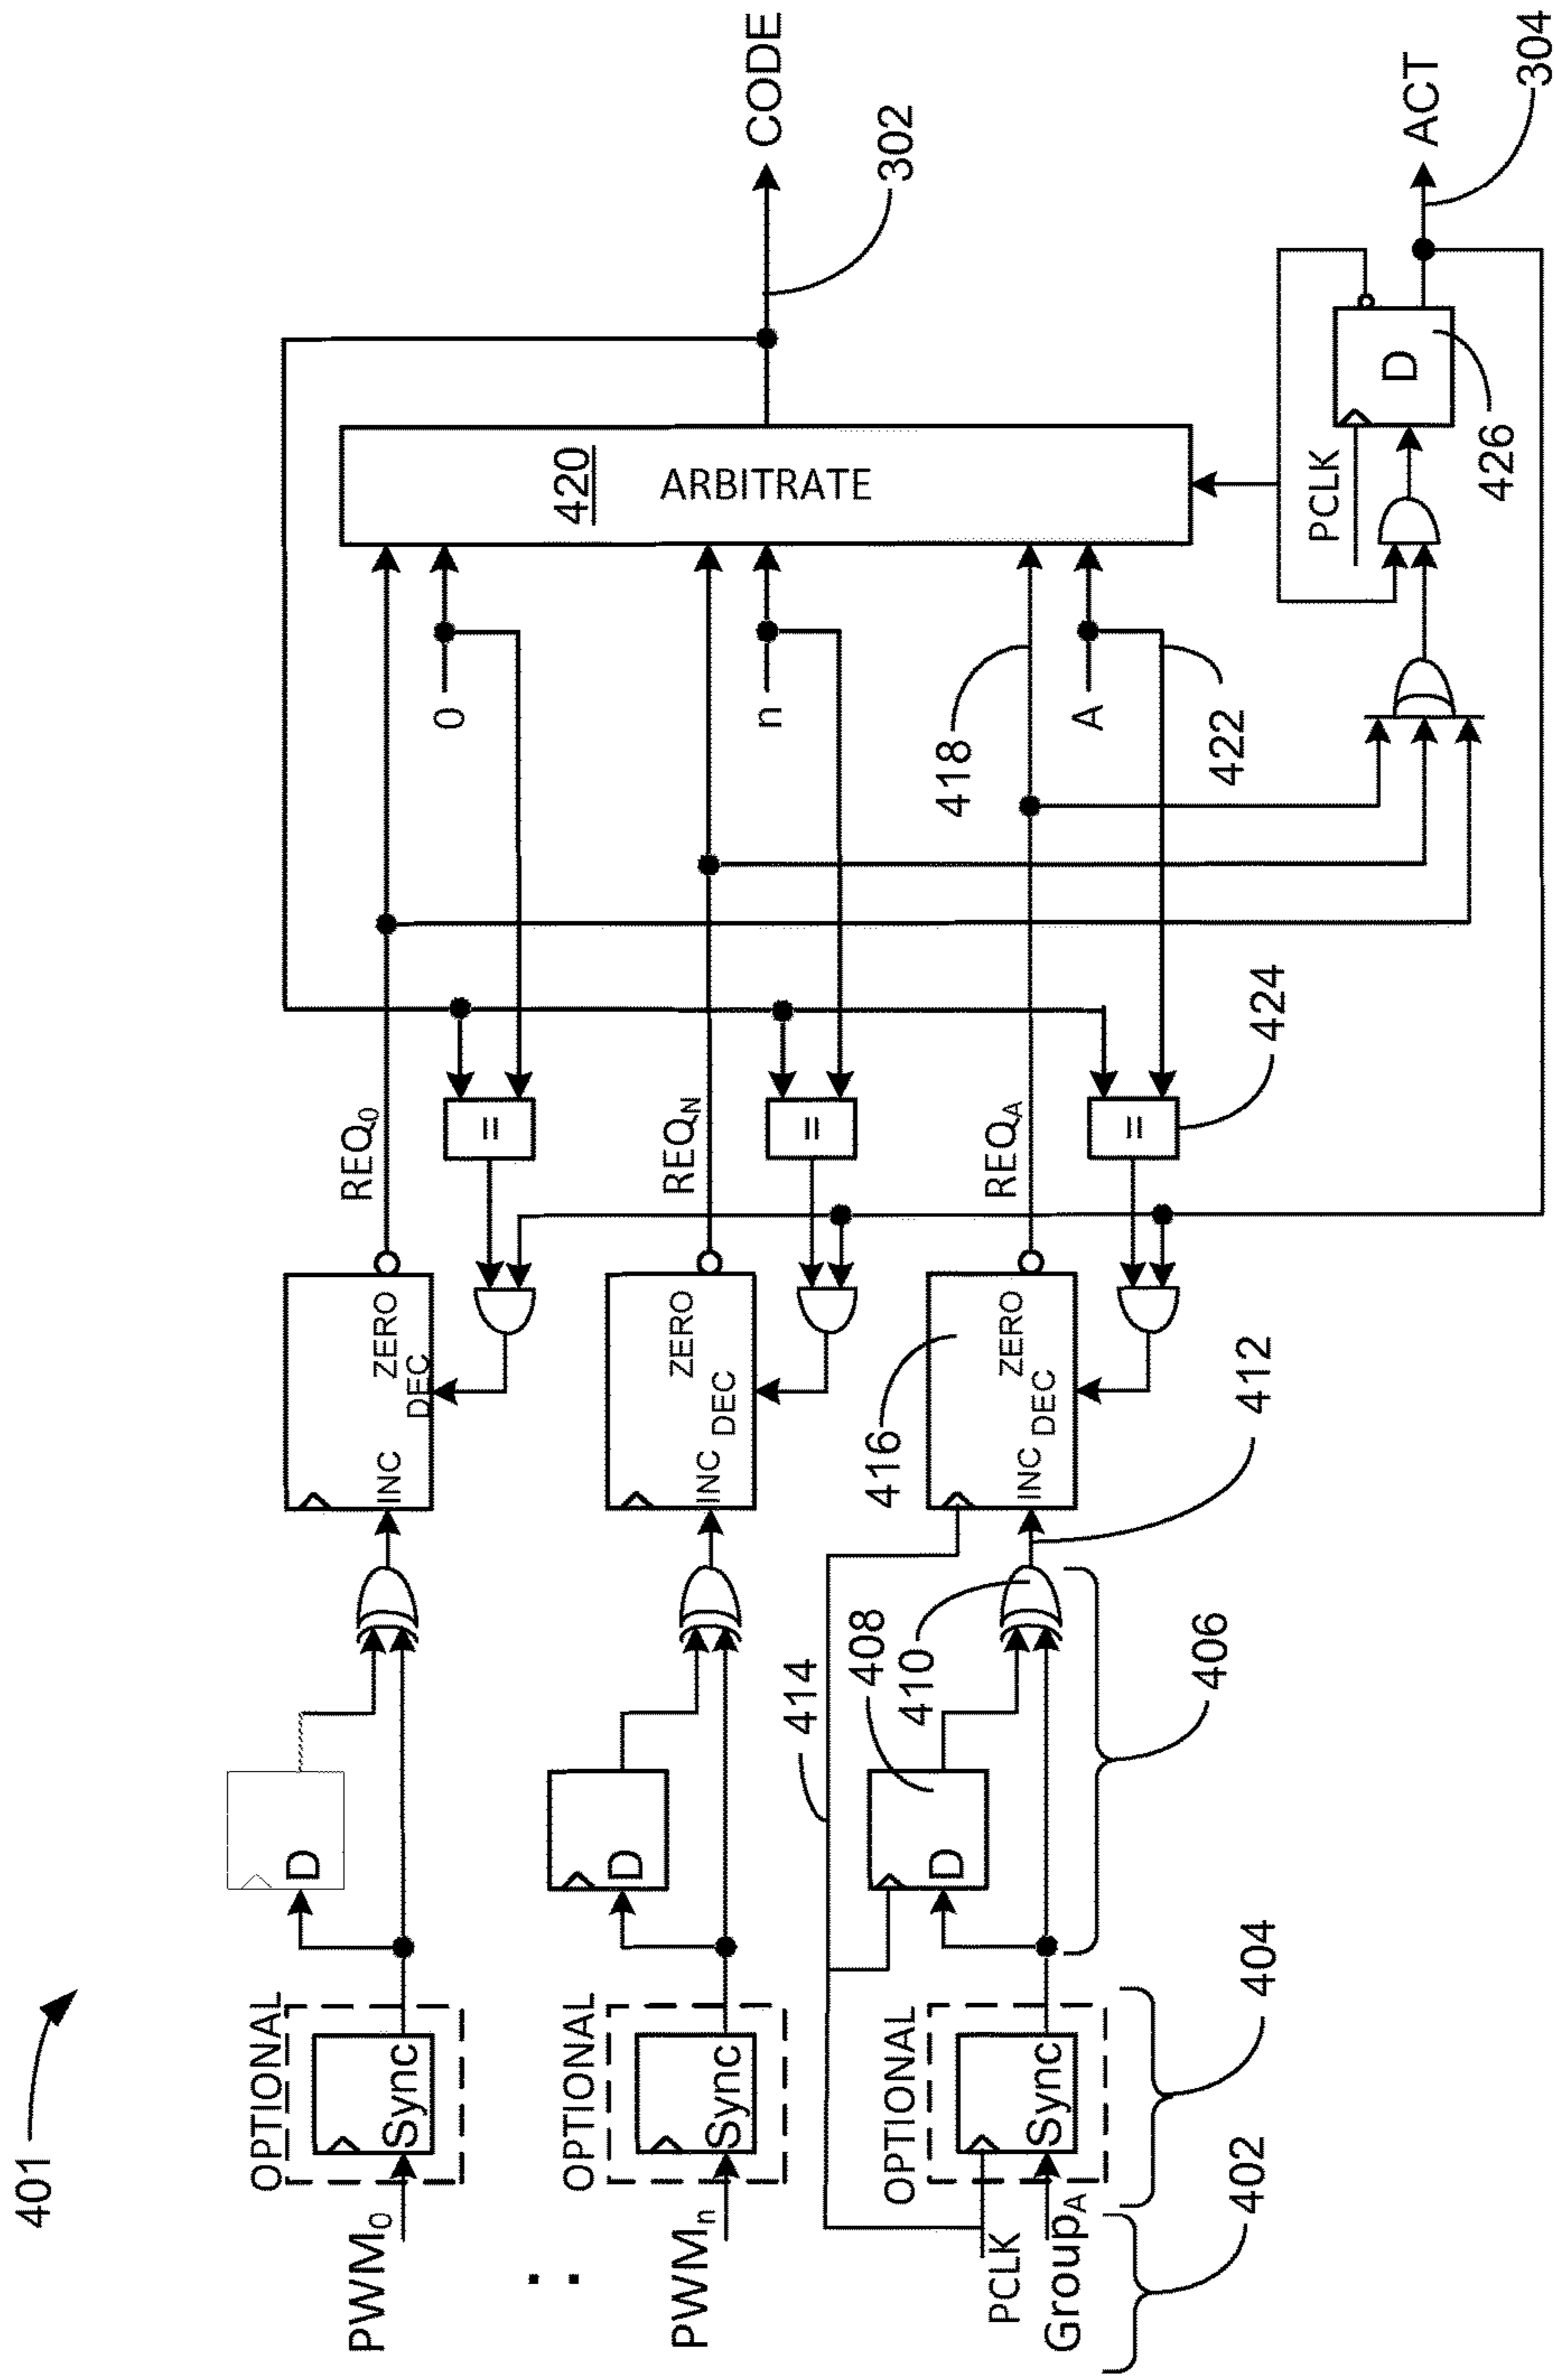 401
PWM0
OPTIONAL
Sync
D
INC
DEC
ZERO
REQ0
=
0
PWMn
OPTIONAL
Sync
D
INC
DEC
ZERO
REQN
=
n
420
ARBITRATE
CODE
302
PCLK
GroupA
OPTIONAL
Sync
402
404
414
D
408
410
406
412
416
INC
DEC
ZERO
REQA
=
424
418
A
422
PCLK
D
426
ACT
304